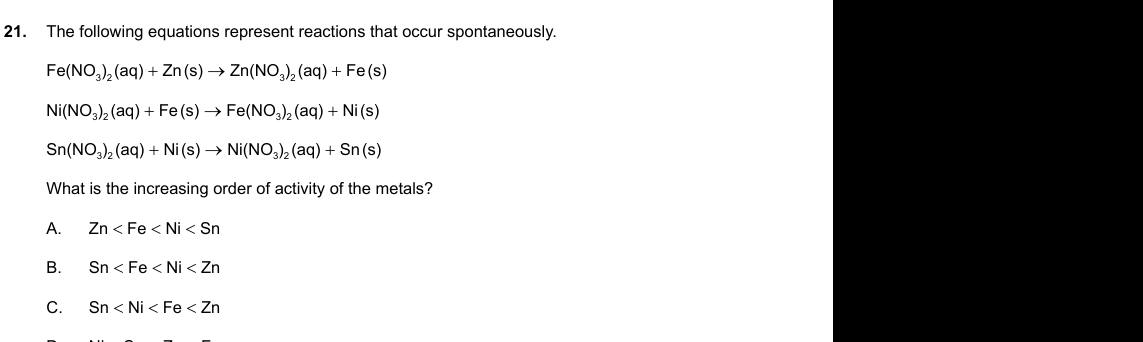 21. The following equations represent reactions that occur spontaneously.
Fe(NO₃)₂(aq) + Zn(s) → Zn(NO₃)₂(aq) + Fe(s)
Ni(NO₃)₂(aq) + Fe(s) → Fe(NO₃)₂(aq) + Ni(s)
Sn(NO₃)₂(aq) + Ni(s) → Ni(NO₃)₂(aq) + Sn(s)
What is the increasing order of activity of the metals?
A. Zn < Fe < Ni < Sn
B. Sn < Fe < Ni < Zn
C. Sn < Ni < Fe < Zn